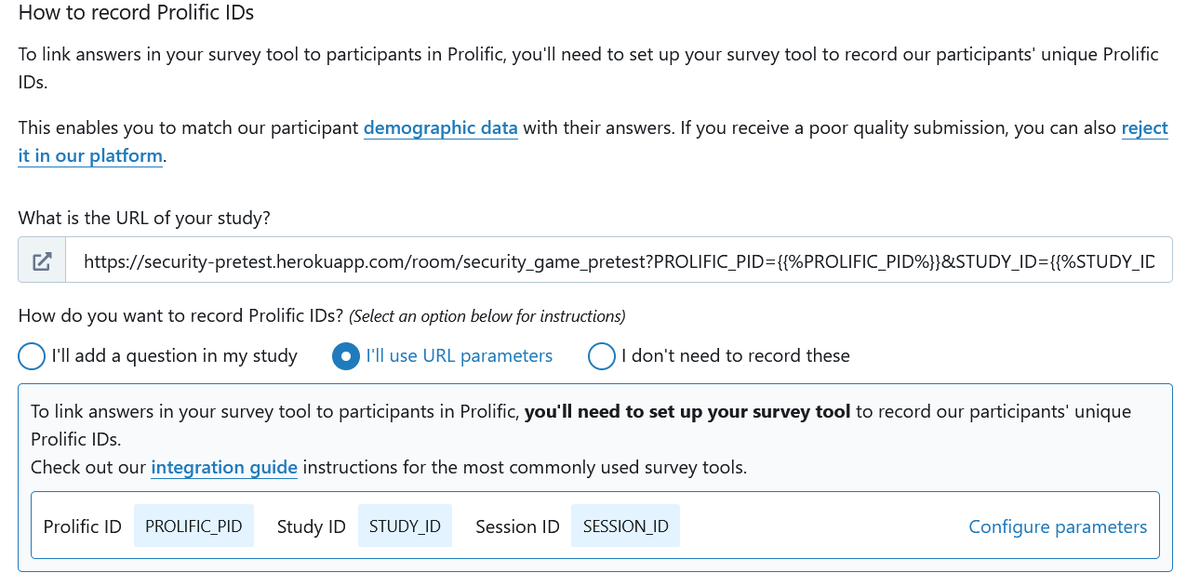 How to record Prolific IDs
To link answers in your survey tool to participants in Prolific, you'll need to set up your survey tool to record our participants' unique Prolific
IDs.
This enables you to match our participant demographic data with their answers. If you receive a poor quality submission, you can also reject
it in our platform.
What is the URL of your study?
https://security-pretest.herokuapp.com/room/security_game_pretest?PROLIFIC_PID={{%PROLIFIC_PID%}}&STUDY_ID={{%STUDY_ID
How do you want to record Prolific IDs? (Select an option below for instructions)
I'll add a question in my study I'll use URL parameters I don't need to record these
To link answers in your survey tool to participants in Prolific, you'll need to set up your survey tool to record our participants' unique
Prolific IDs.
Check out our integration guide instructions for the most commonly used survey tools.
Prolific ID PROLIFIC_PID Study ID STUDY_ID Session ID SESSION_ID Configure parameters